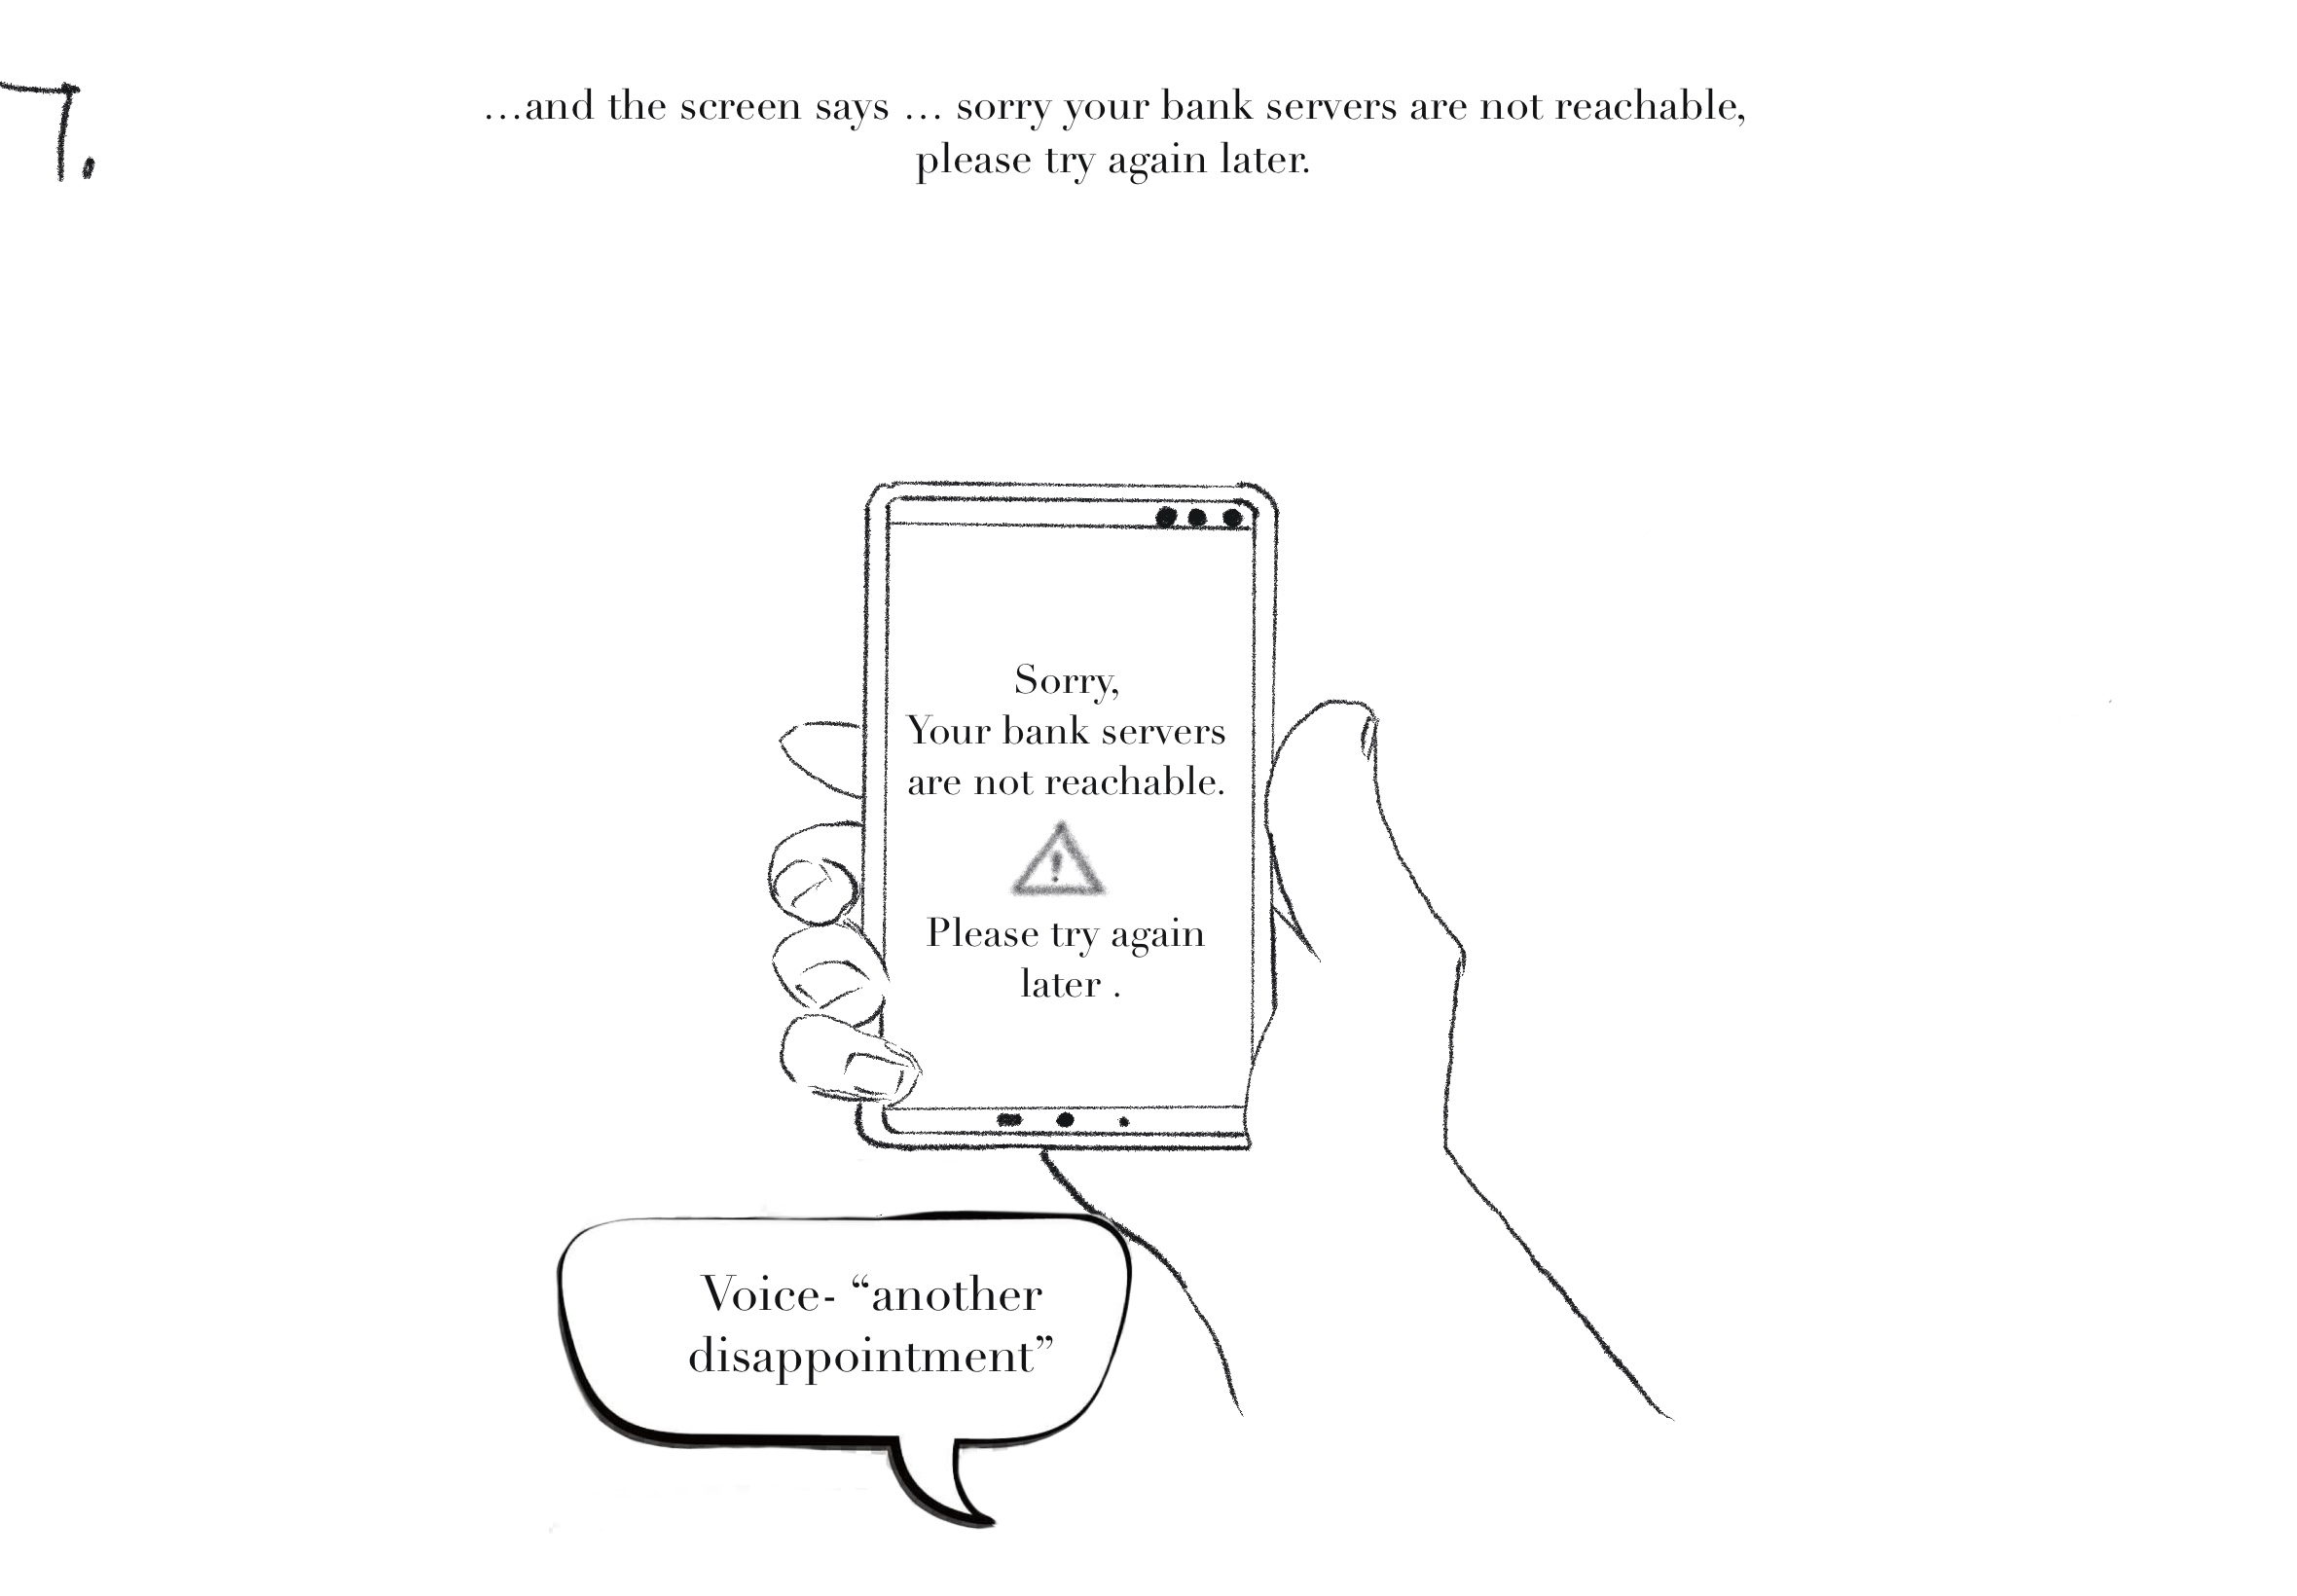 7.
...and the screen says ... sorry your bank servers are not reachable,
please try again later.
Sorry,
Your bank servers
are not reachable.
!
Please try again
later .
Voice- “another
disappointment”